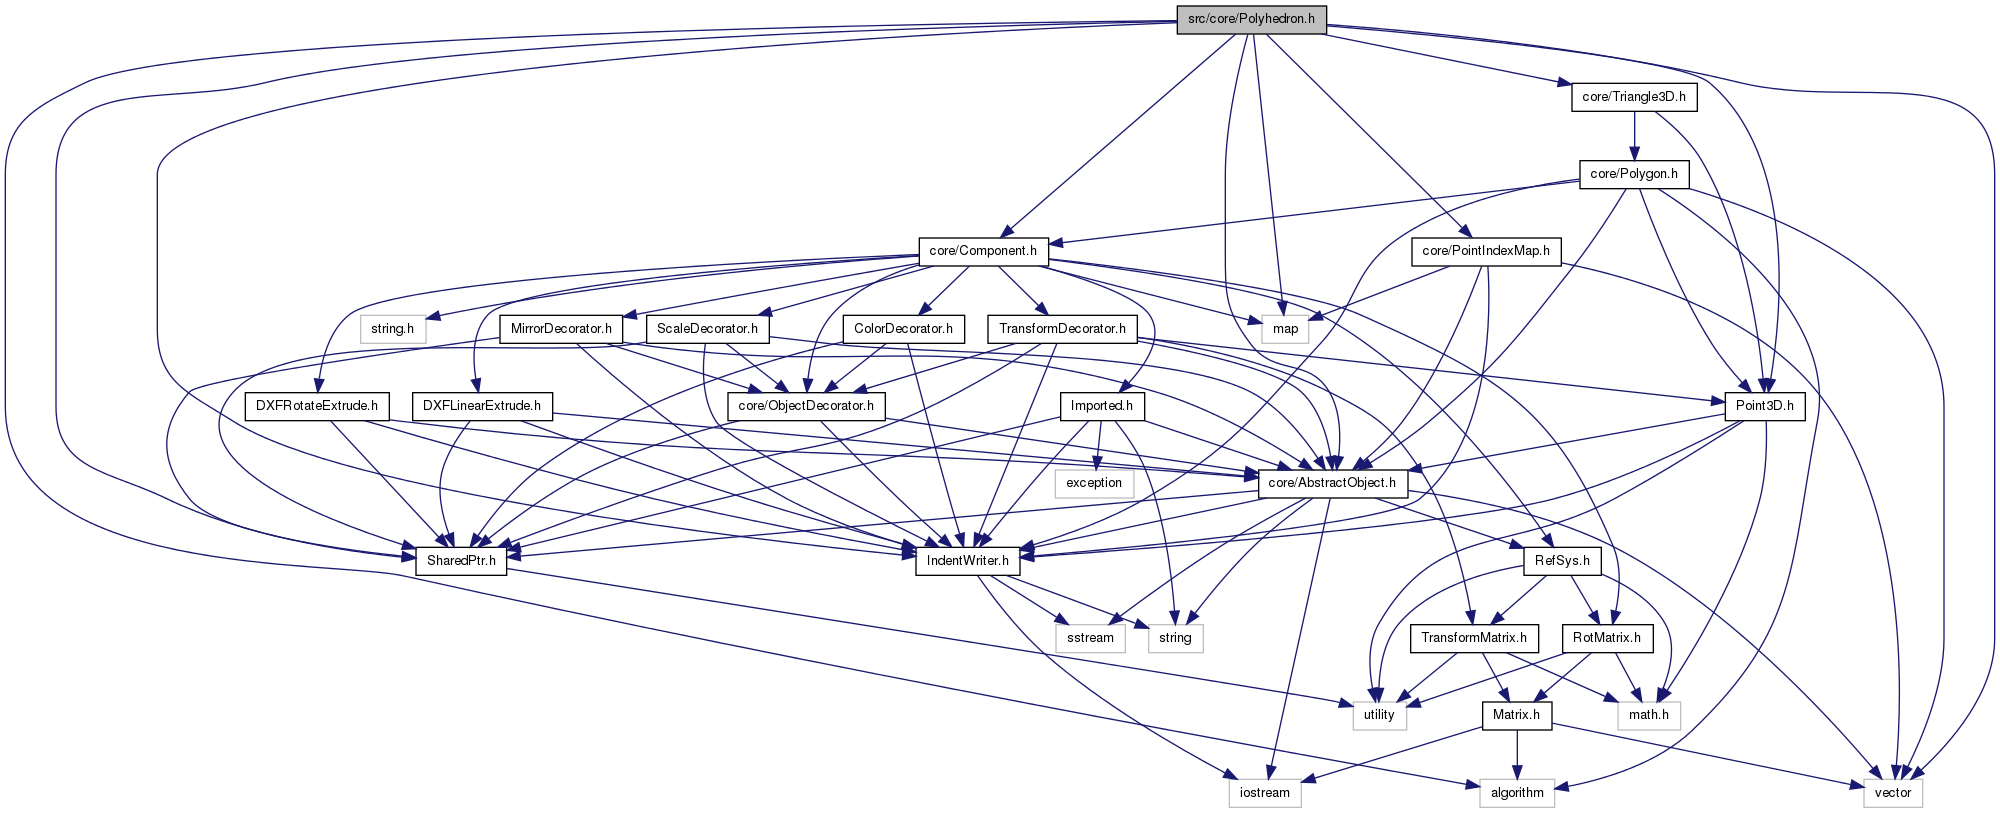 src/core/Polyhedron.h
core/Triangle3D.h
core/Polygon.h
core/Component.h
core/PointIndexMap.h
string.h
MirrorDecorator.h
ScaleDecorator.h
ColorDecorator.h
TransformDecorator.h
map
DXFRotateExtrude.h
DXFLinearExtrude.h
core/ObjectDecorator.h
Imported.h
Point3D.h
exception
core/AbstractObject.h
SharedPtr.h
IndentWriter.h
RefSys.h
sstream
string
TransformMatrix.h
RotMatrix.h
utility
Matrix.h
math.h
iostream
algorithm
vector